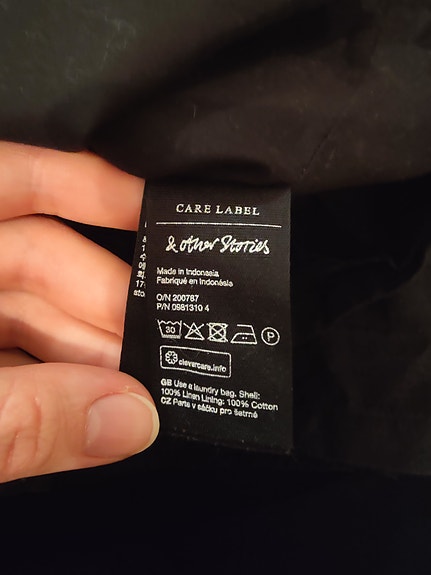 CARE LABEL
& Other Stories
Made in Indonesia
Fabriqué en Indonésie
O/N 200787
P/N 0981310 4
30 P
clevercare.info
GB Use a laundry bag. Shell:
100% Linen Lining: 100% Cotton
CZ Perte v sáčku pro šetrné